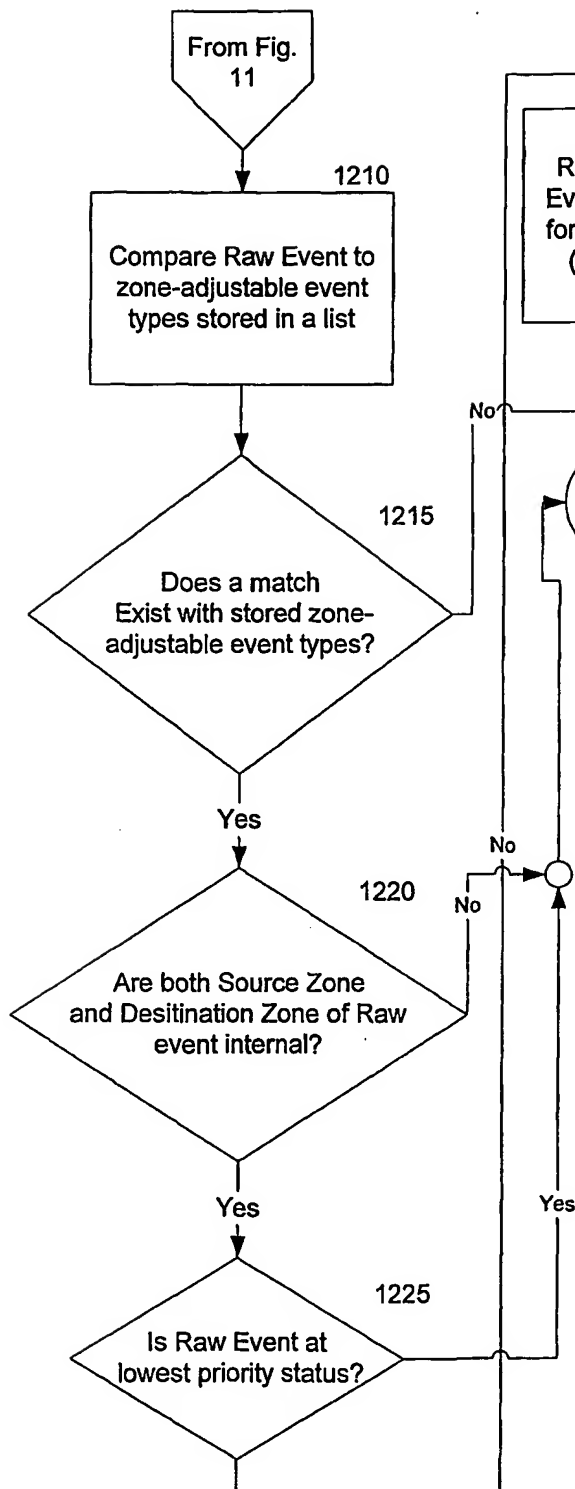 From Fig.
11
1210
Compare Raw Event to
zone-adjustable event
types stored in a list
No
1215
Does a match
Exist with stored zone-
adjustable event types?
Yes
No
1220
No
Are both Source Zone
and Desitination Zone of Raw
event internal?
Yes
Yes
1225
Is Raw Event at
lowest priority status?
R
Ev
for
(